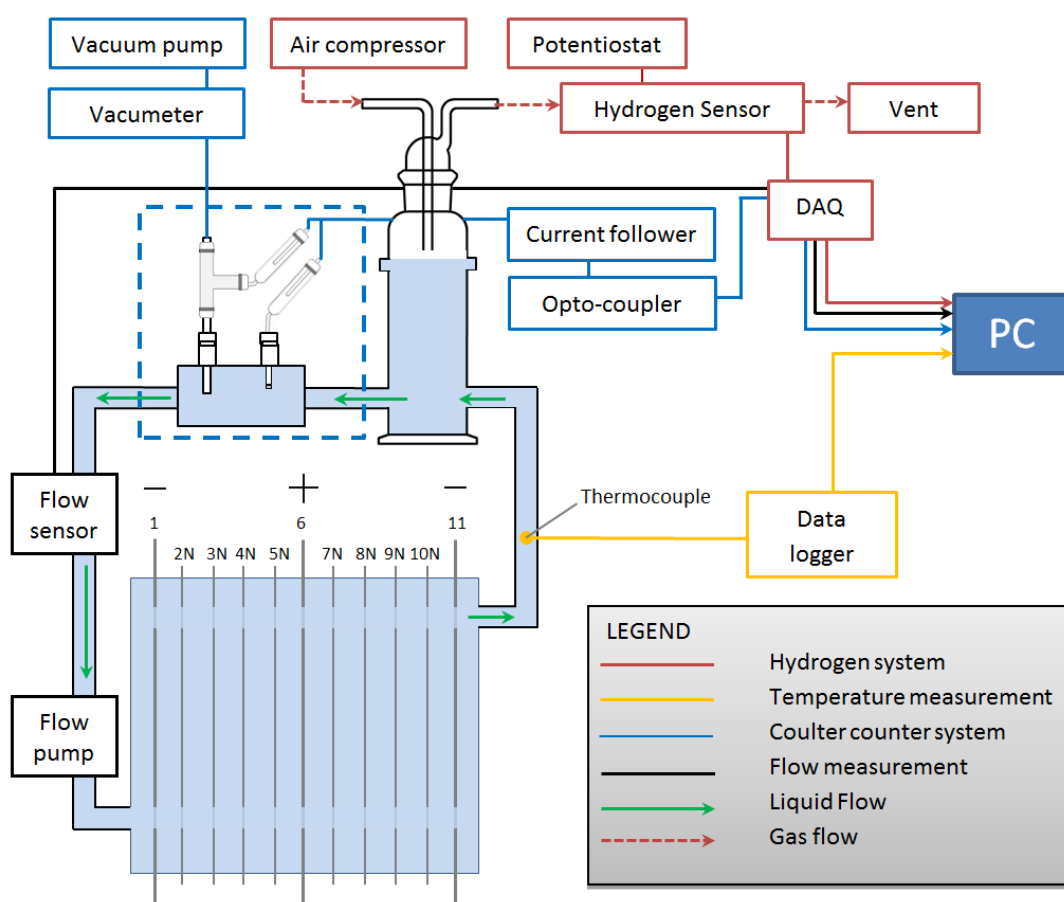 Vacuum pump
Air compressor
Potentiostat
Vacumeter
Hydrogen Sensor
Vent
DAQ
Current follower
Opto-coupler
PC
Flow
sensor
− + −
1 6 11
2N 3N 4N 5N 7N 8N 9N 10N
Thermocouple
Data
logger
Flow
pump
LEGEND
Hydrogen system
Temperature measurement
Coulter counter system
Flow measurement
Liquid Flow
Gas flow